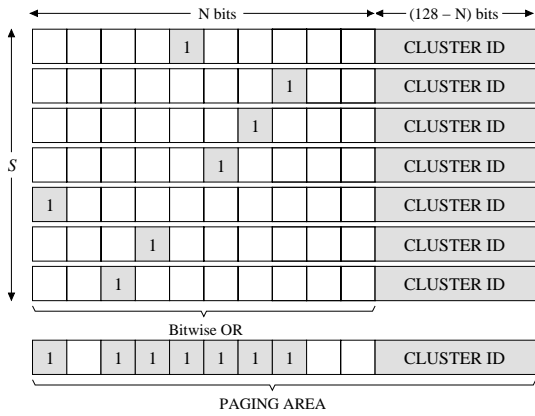 N bits (128 – N) bits
1 CLUSTER ID
1 CLUSTER ID
1 CLUSTER ID
S 1 CLUSTER ID
1 CLUSTER ID
1 CLUSTER ID
1 CLUSTER ID
Bitwise OR
1 1 1 1 1 1 1 CLUSTER ID
PAGING AREA